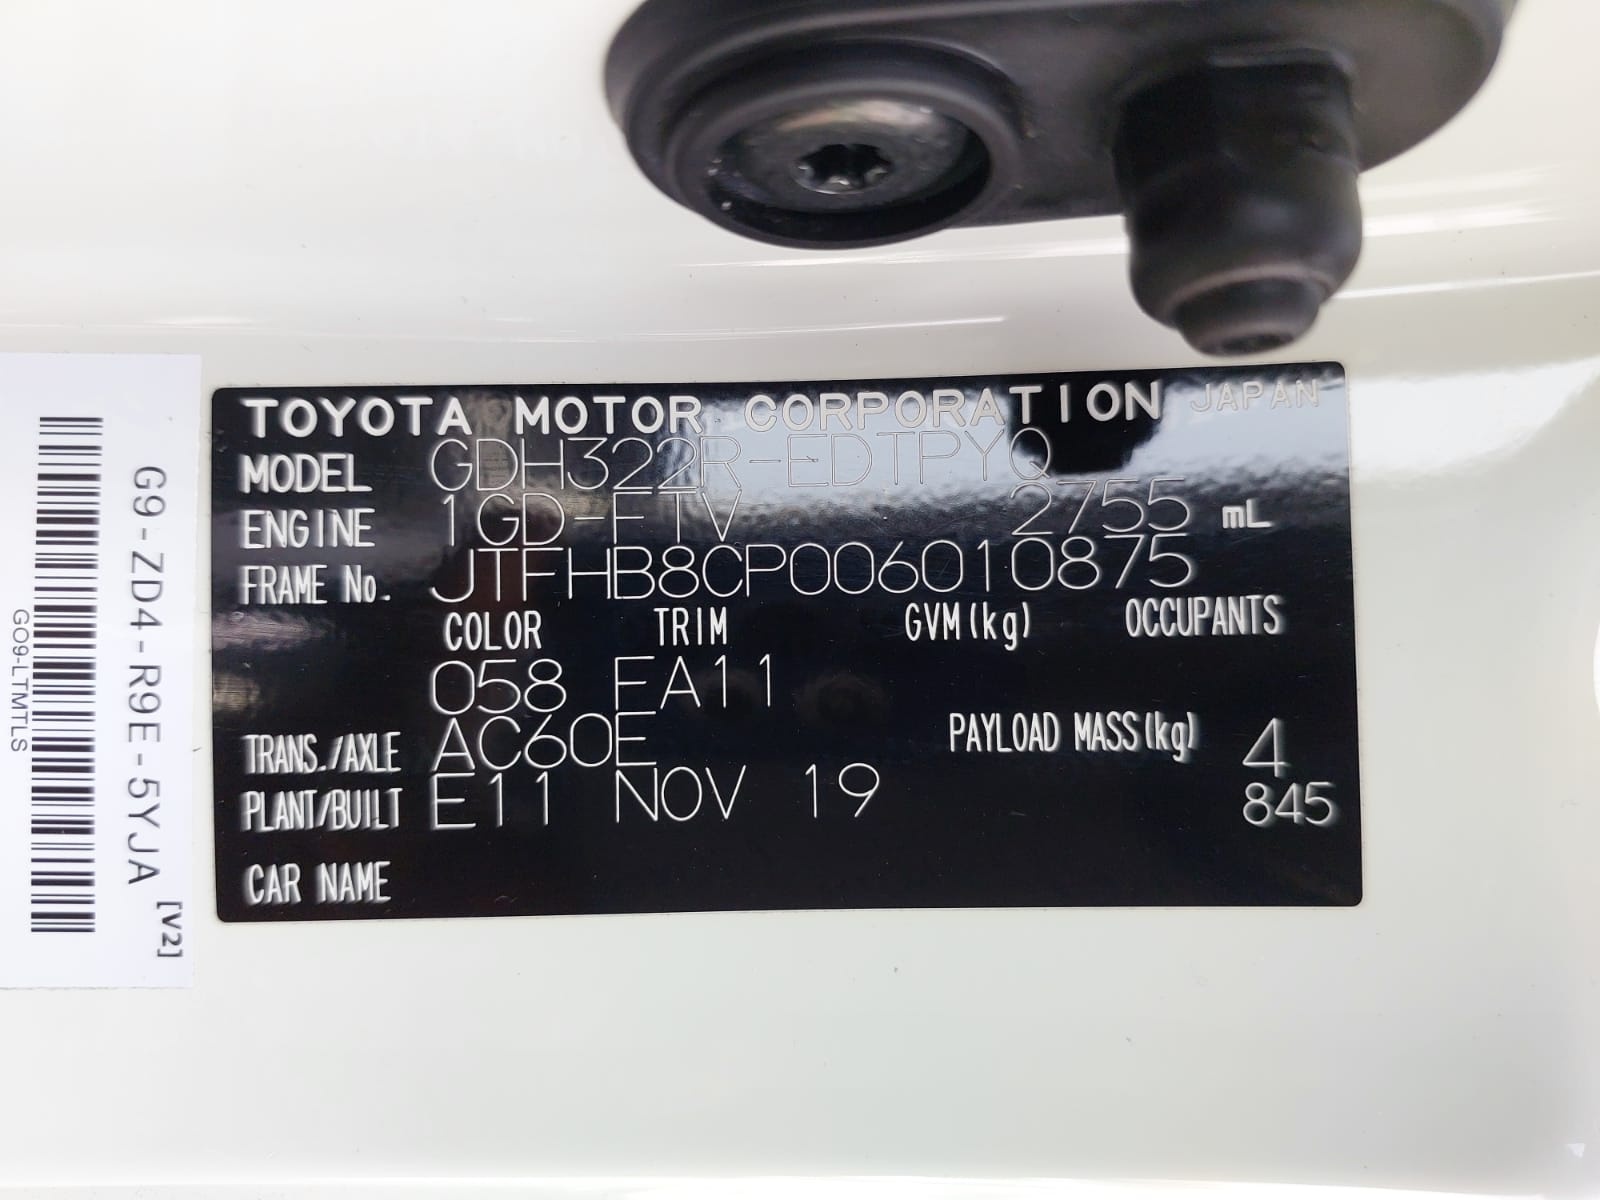 TOYOTA MOTOR CORPORATION JAPAN
MODEL GDH322R-EDTPYQ
ENGINE 1GD-FTV 2755 mL
FRAME No. JTFHB8CP006010875
COLOR TRIM GVM(kg) OCCUPANTS
058 EA11
TRANS./AXLE AC60E PAYLOAD MASS(kg) 4
PLANT/BUILT E11 NOV 19 845
CAR NAME
G9-ZD4-R9E-5YJA [V2]
GO9-LTMTLS